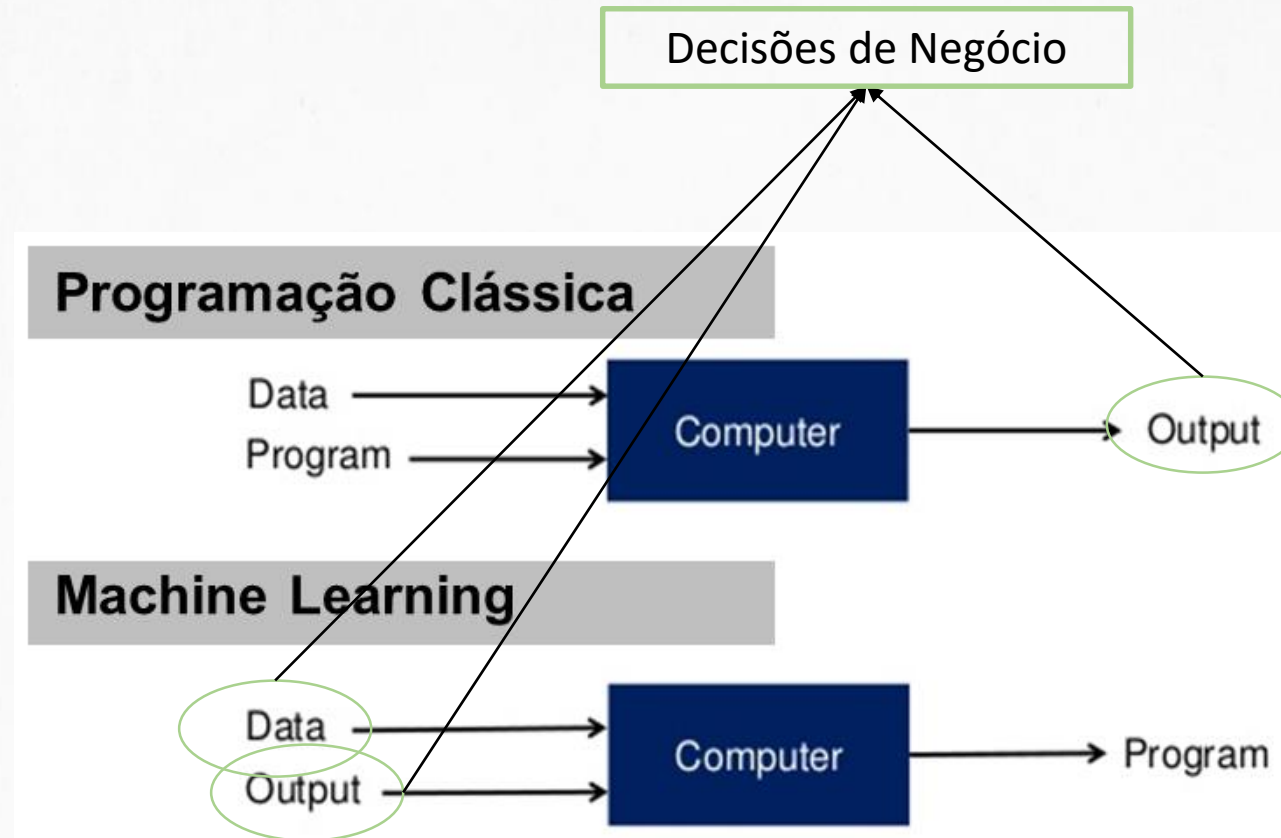 Decisões de Negócio
Programação Clássica
Data
Program
Computer
Output
Machine Learning
Data
Output
Computer
Program